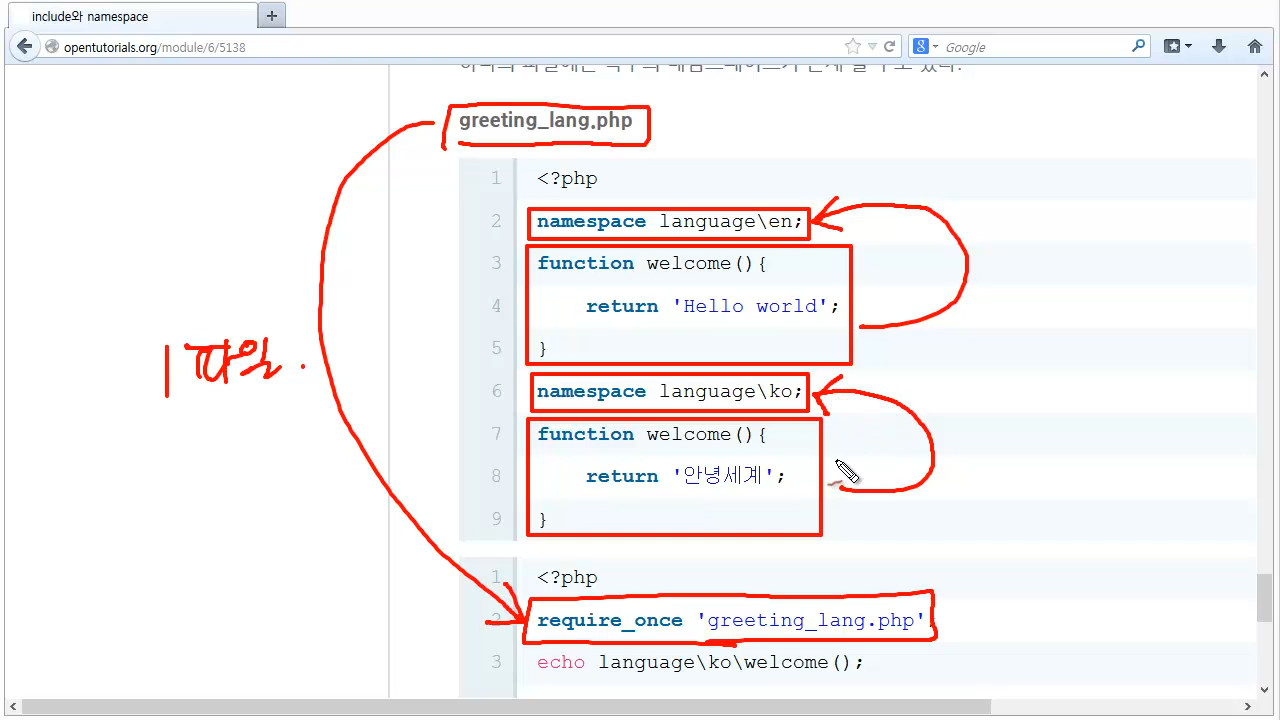 include와 namespace
opentutorials.org/module/6/5138
Google
greeting_lang.php
1 <?php
2 namespace language\en;
3 function welcome(){
4 return 'Hello world';
5 }
6 namespace language\ko;
7 function welcome(){
8 return '안녕세계';
9 }
1파일.
1 <?php
2 require_once 'greeting_lang.php'
3 echo language\ko\welcome();